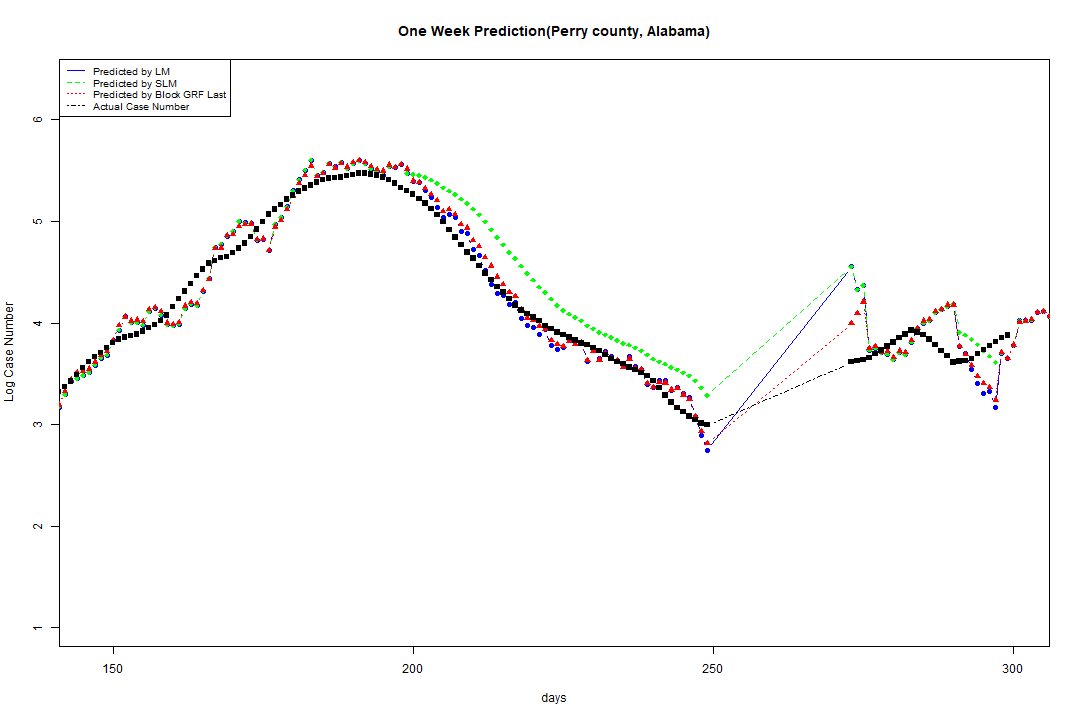 One Week Prediction(Perry county, Alabama)
Predicted by LM
Predicted by SLM
Predicted by Block GRF Last
Actual Case Number
Log Case Number
6
5
4
3
2
1
150
200
250
300
days